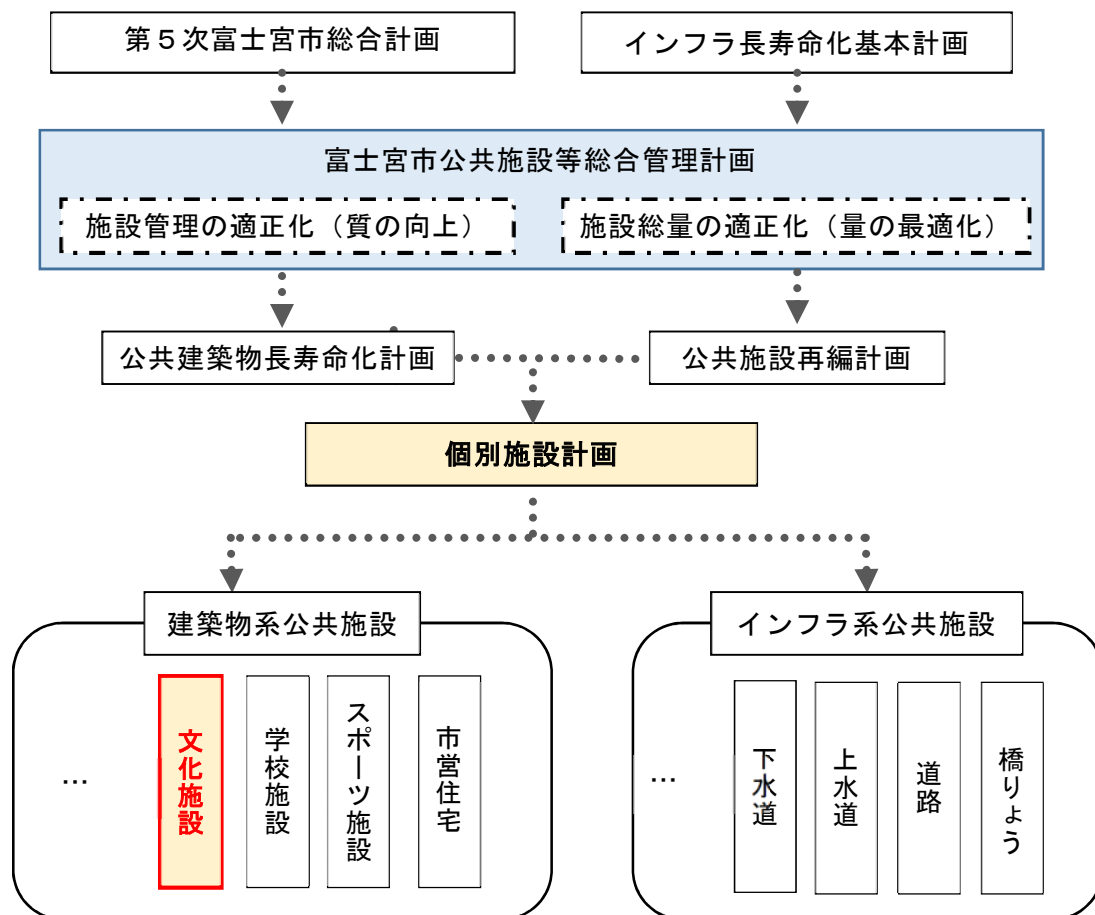 第５次富士宮市総合計画
インフラ長寿命化基本計画
富士宮市公共施設等総合管理計画
施設管理の適正化（質の向上）
施設総量の適正化（量の最適化）
公共建築物長寿命化計画
公共施設再編計画
個別施設計画
建築物系公共施設
インフラ系公共施設
…
文化施設
学校施設
スポーツ施設
市営住宅
…
下水道
上水道
道路
橋りょう